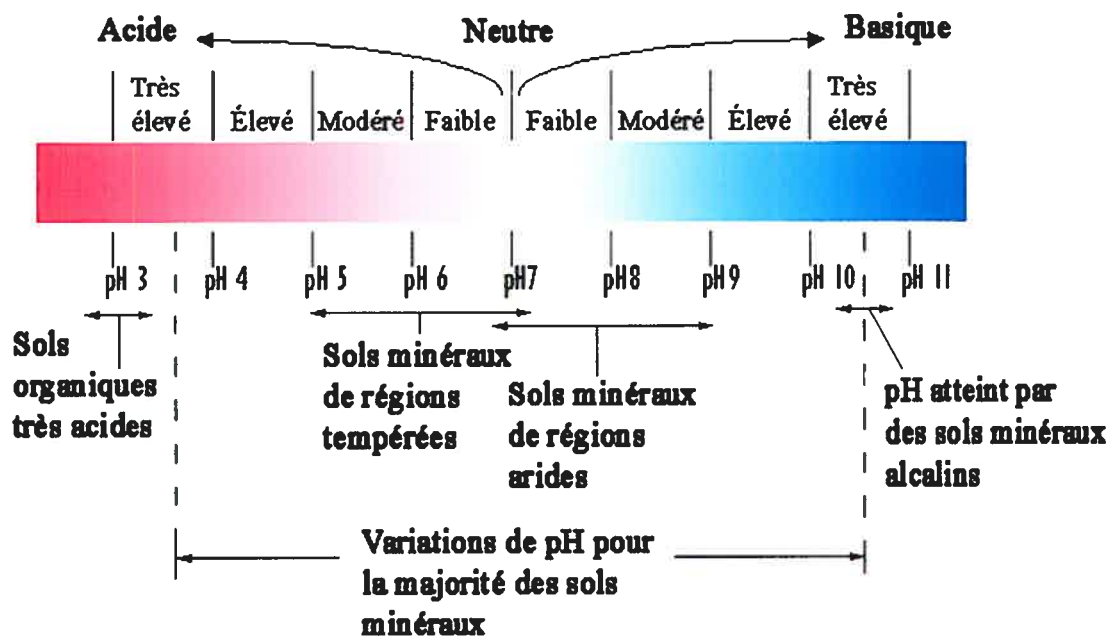 Acide
Neutre
Basique
Très
élevé
Élevé
Modéré
Faible
Faible
Modéré
Élevé
Très
élevé
pH 3
pH 4
pH 5
pH 6
pH7
pH8
pH9
pH 10
pH 11
Sols
organiques
très acides
Sols minéraux
de régions
tempérées
Sols minéraux
de régions
arides
pH atteint par
des sols minéraux
alcalins
Variations de pH pour
la majorité des sols
minéraux